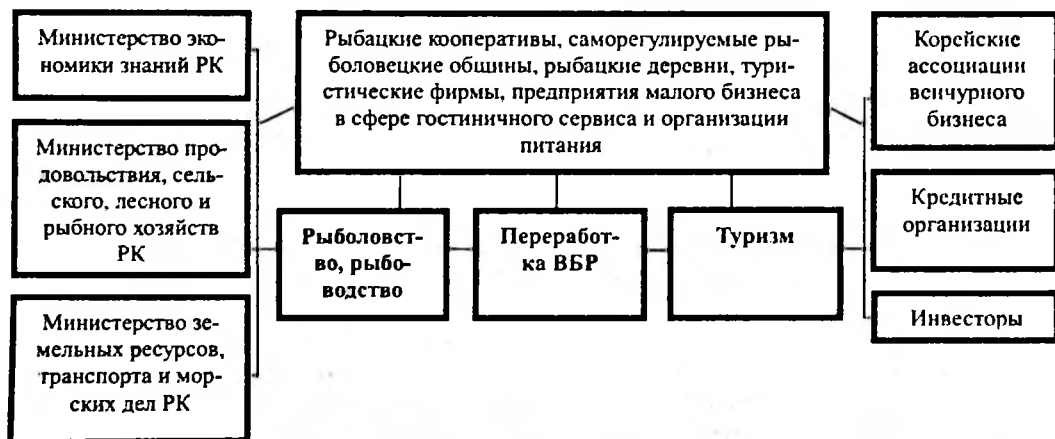 Министерство эко-
номики знаний РК
Министерство про-
довольствия, сель-
ского, лесного и
рыбного хозяйств
РК
Министерство зе-
мельных ресурсов,
транспорта и мор-
ских дел РК
Рыбацкие кооперативы, саморегулируемые ры-
боловецкие общины, рыбацкие деревни, тури-
стические фирмы, предприятия малого бизнеса
в сфере гостиничного сервиса и организации
питания
Рыболовст-
во, рыбо-
водство
Переработ-
ка ВБР
Туризм
Корейские
ассоциации
венчурного
бизнеса
Кредитные
организации
Инвесторы